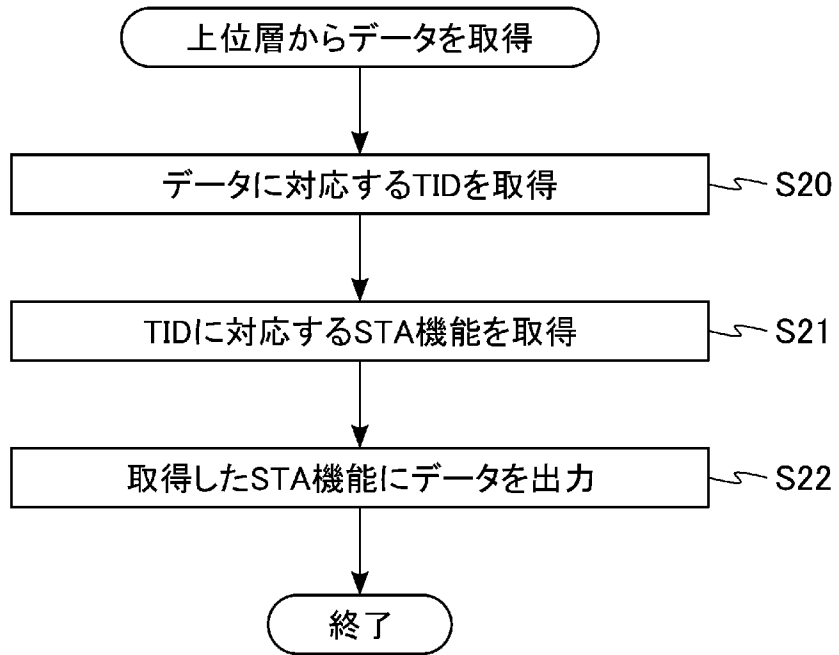 上位層からデータを取得
データに対応するTIDを取得 S20
TIDに対応するSTA機能を取得 S21
取得したSTA機能にデータを出力 S22
終了